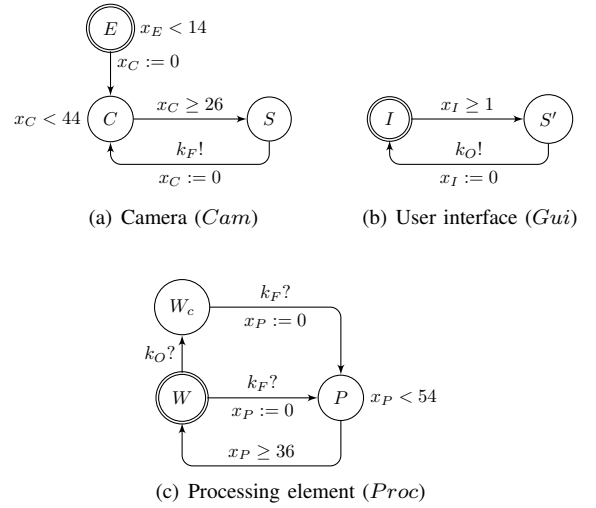 E x_E < 14
x_C := 0
x_C < 44 C x_C ≥ 26 S
k_F!
x_C := 0
I x_I ≥ 1 S′
k_O!
x_I := 0
(a) Camera (Cam)
(b) User interface (Gui)
W_c k_F?
x_P := 0
k_O?
W k_F? P x_P < 54
x_P := 0
x_P ≥ 36
(c) Processing element (Proc)